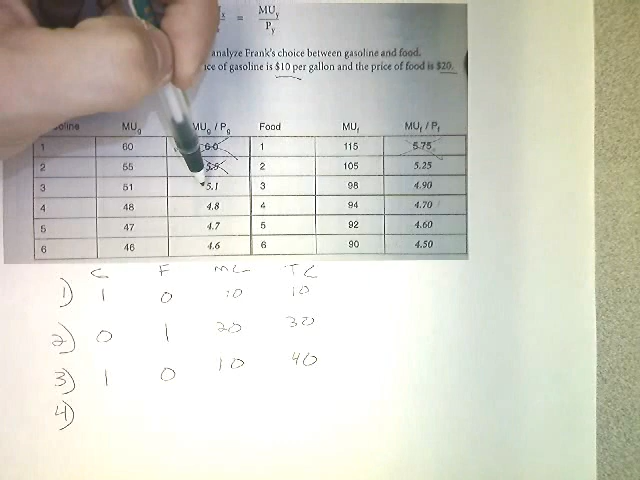 = MUy
Py
analyze Frank's choice between gasoline and food.
of gasoline is $10 per gallon and the price of food is $20.
MUg MUg / Pg Food MUf MUf / Pf
1 60 6.0 1 115 5.75
2 55 5.5 2 105 5.25
3 51 5.1 3 98 4.90
4 48 4.8 4 94 4.70
5 47 4.7 5 92 4.60
6 46 4.6 6 90 4.50
G F MC TC
1) 1 0 10 10
2) 0 1 20 30
3) 1 0 10 40
4)